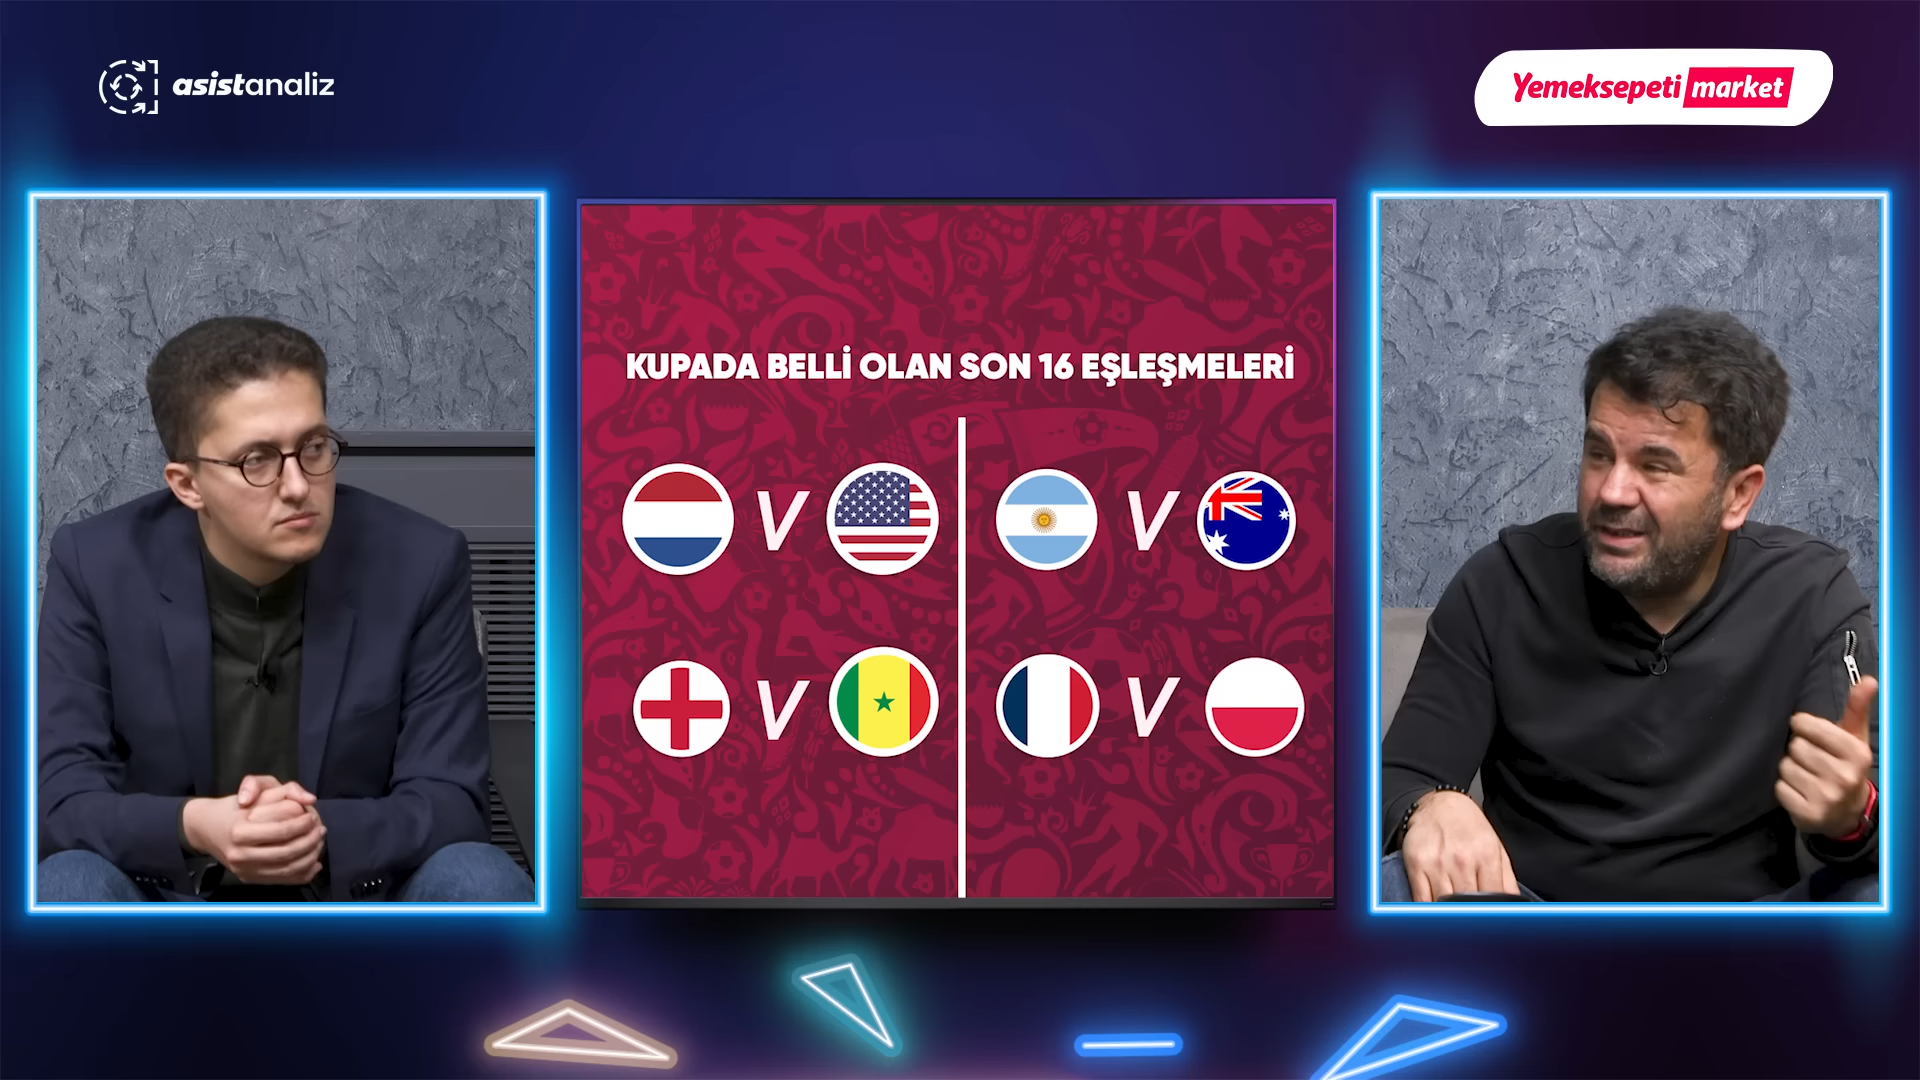 asistanaliz
Yemeksepeti market
KUPADA BELLİ OLAN SON 16 EŞLEŞMELERİ
V
V
V
V